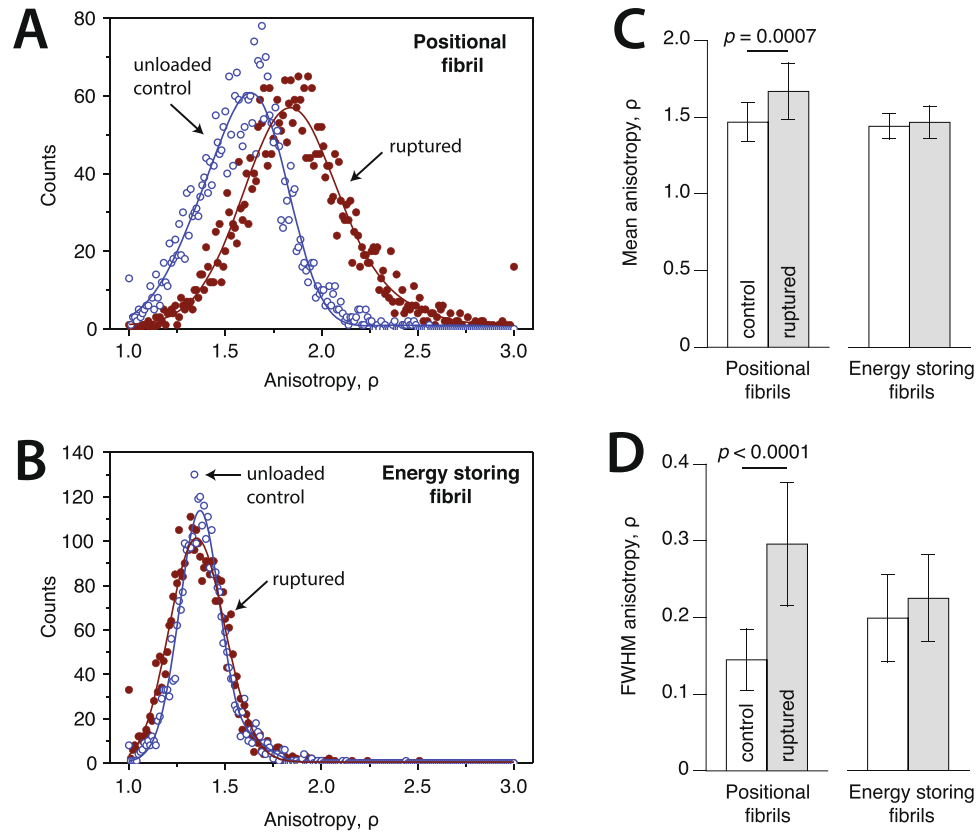 A
80
60
40
20
0
Counts
Positional
fibril
unloaded
control
ruptured
1.0
1.5
2.0
2.5
3.0
Anisotropy, ρ
B
140
120
100
80
60
40
20
0
Counts
Energy storing
fibril
unloaded
control
ruptured
1.0
1.5
2.0
2.5
3.0
Anisotropy, ρ
C
p = 0.0007
2.0
1.5
1.0
0.5
0
Mean anisotropy, ρ
control
ruptured
Positional
fibrils
Energy storing
fibrils
D
p < 0.0001
0.4
0.3
0.2
0.1
0
FWHM anisotropy, ρ
control
ruptured
Positional
fibrils
Energy storing
fibrils